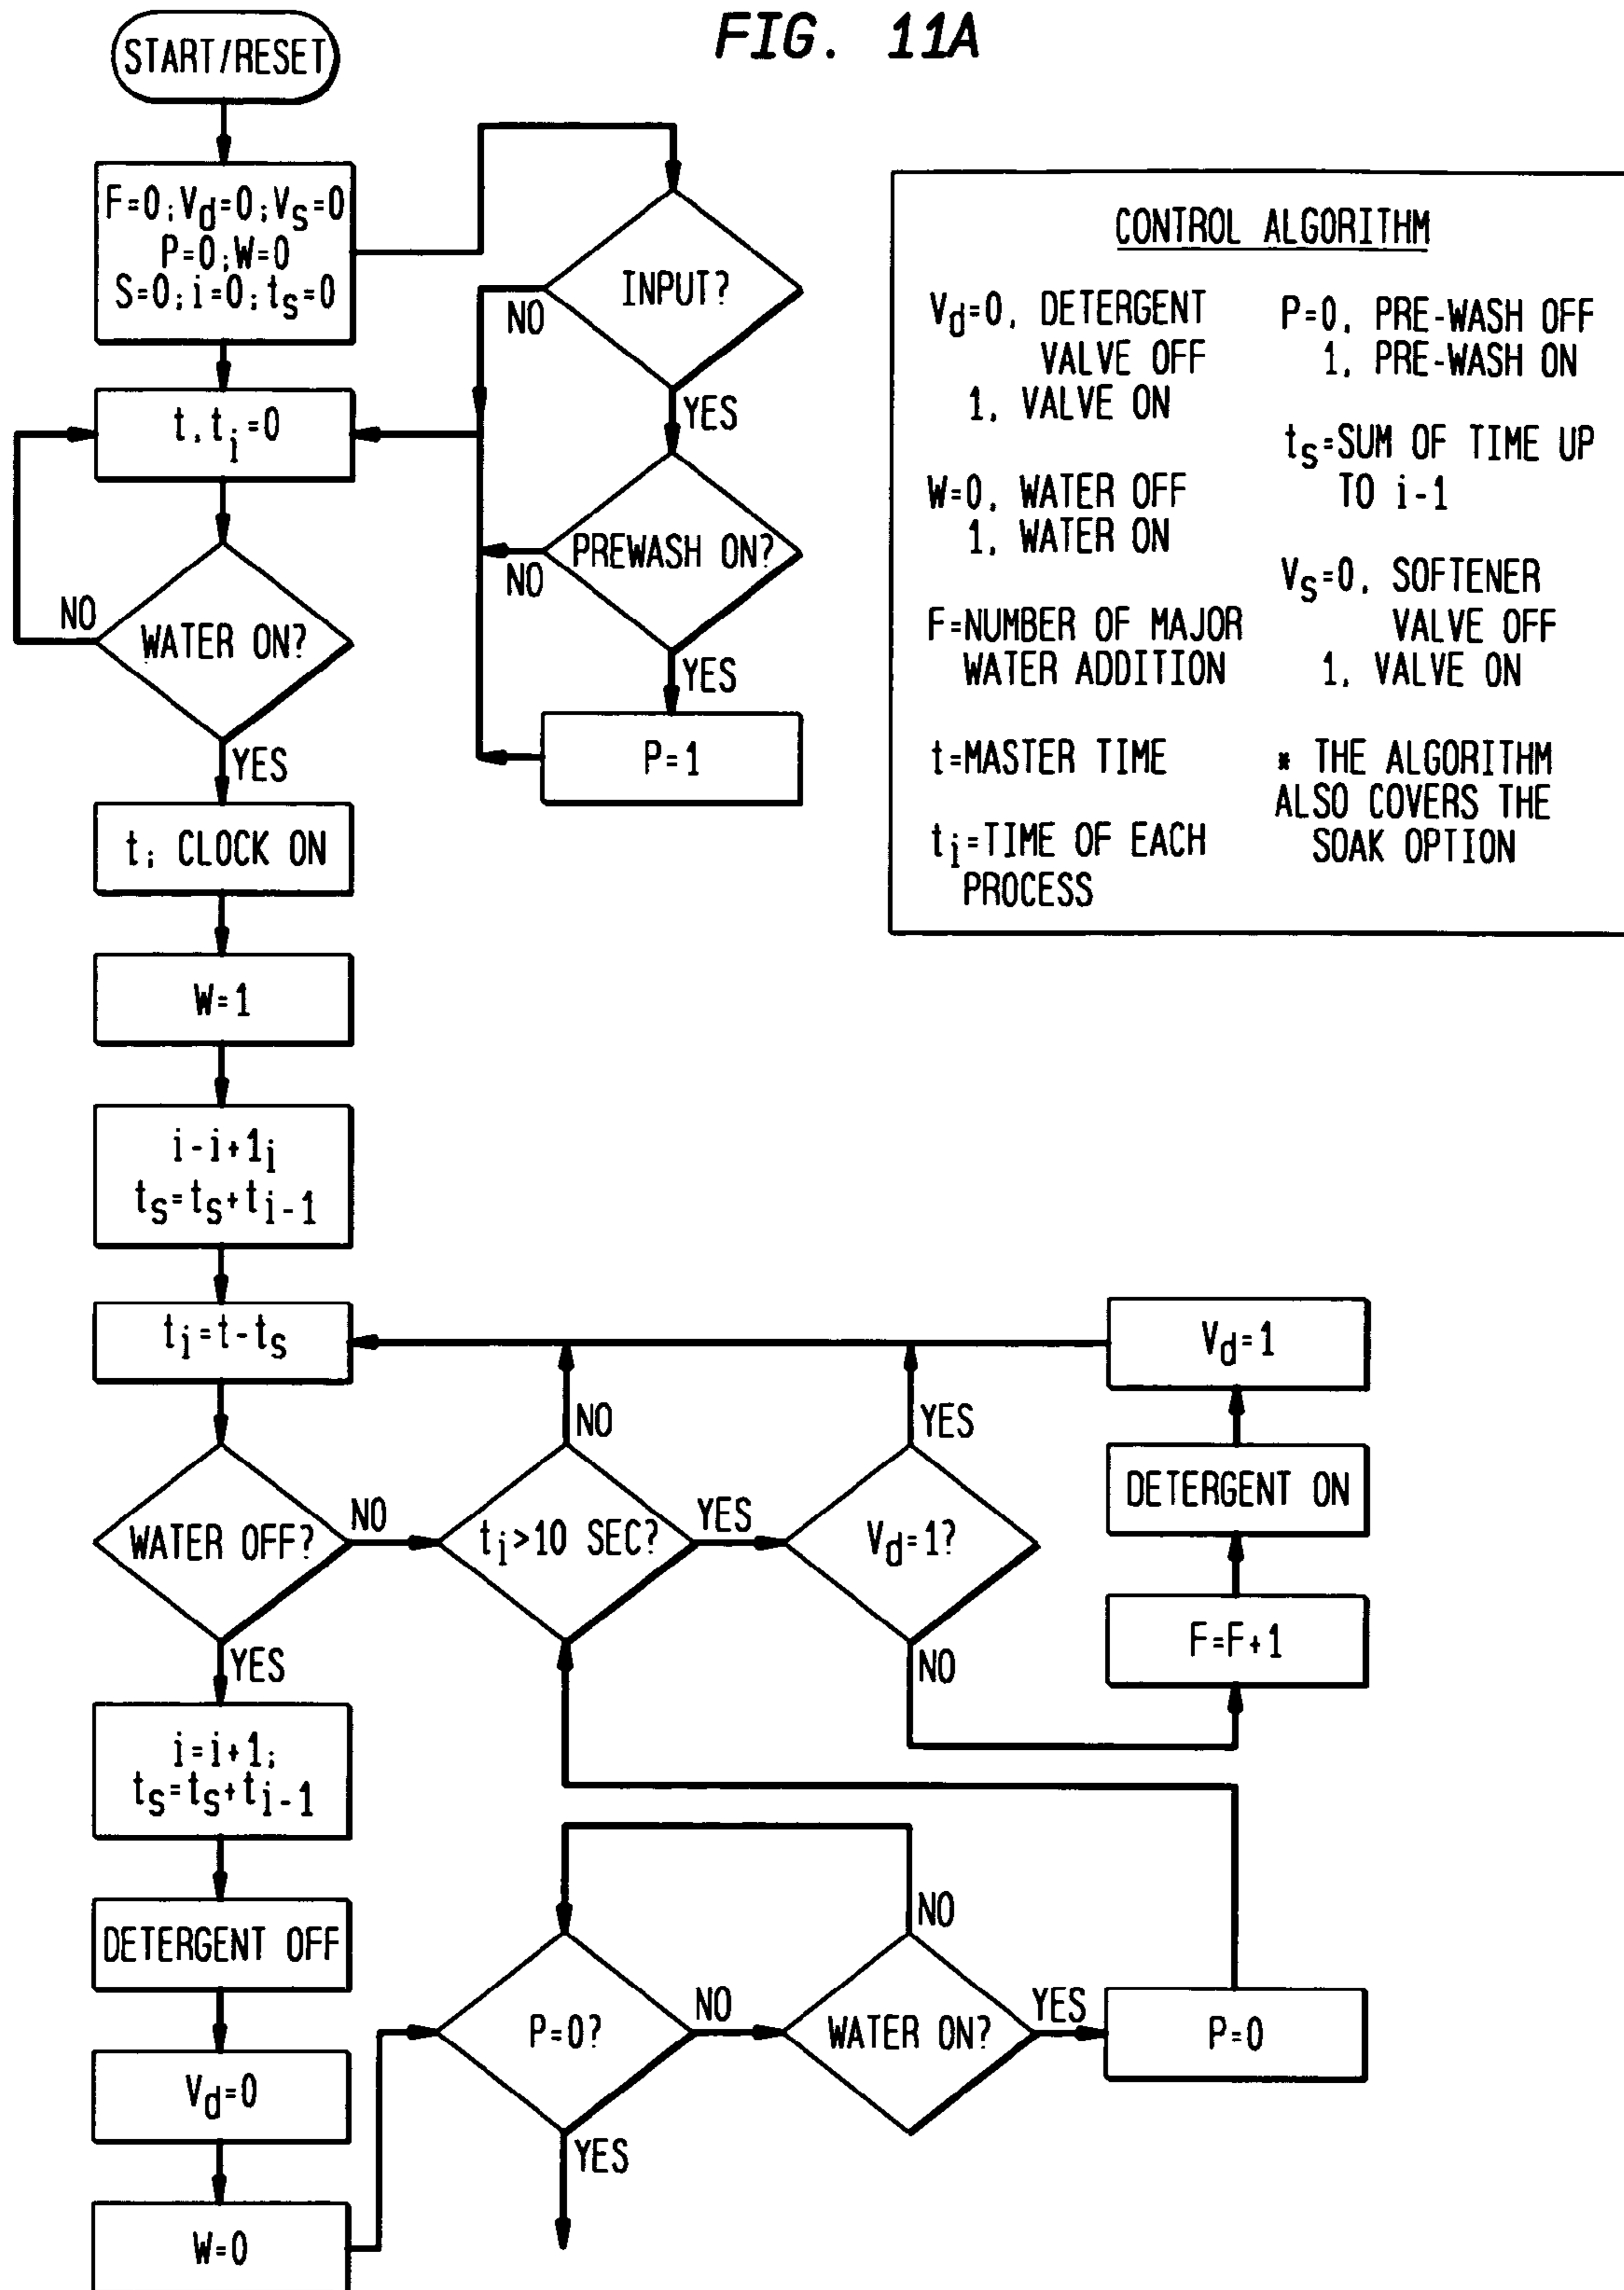 FIG. 11A
START/RESET
F=0;Vd=0;Vs=0
P=0;W=0
S=0;i=0;ts=0
t,ti=0
WATER ON?
NO
YES
t; CLOCK ON
W=1
i-i+1i
ts=ts+ti-1
ti=t-ts
WATER OFF?
NO
YES
i=i+1;
ts=ts+ti-1
DETERGENT OFF
Vd=0
W=0
INPUT?
NO
YES
PREWASH ON?
NO
YES
P=1
CONTROL ALGORITHM
Vd=0, DETERGENT
VALVE OFF
1, VALVE ON
W=0, WATER OFF
1, WATER ON
F=NUMBER OF MAJOR
WATER ADDITION
t=MASTER TIME
ti=TIME OF EACH
PROCESS
P=0, PRE-WASH OFF
1, PRE-WASH ON
ts=SUM OF TIME UP
TO i-1
Vs=0, SOFTENER
VALVE OFF
1, VALVE ON
* THE ALGORITHM
ALSO COVERS THE
SOAK OPTION
ti>10 SEC?
NO
YES
Vd=1?
YES
NO
F=F+1
DETERGENT ON
Vd=1
P=0?
NO
YES
WATER ON?
NO
YES
P=0